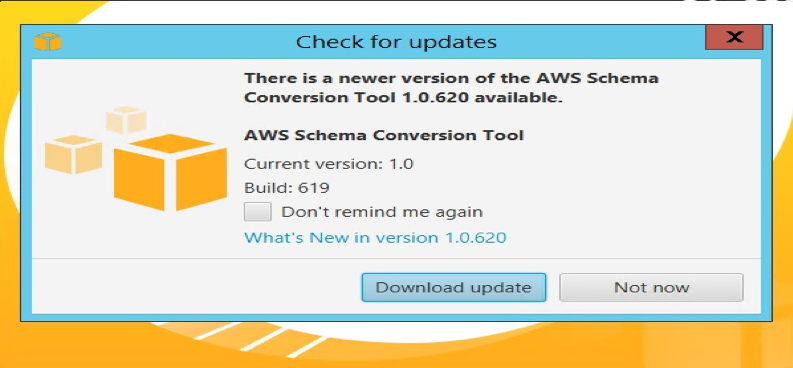 Check for updates
X
There is a newer version of the AWS Schema
Conversion Tool 1.0.620 available.
AWS Schema Conversion Tool
Current version: 1.0
Build: 619
Don't remind me again
What's New in version 1.0.620
Download update
Not now